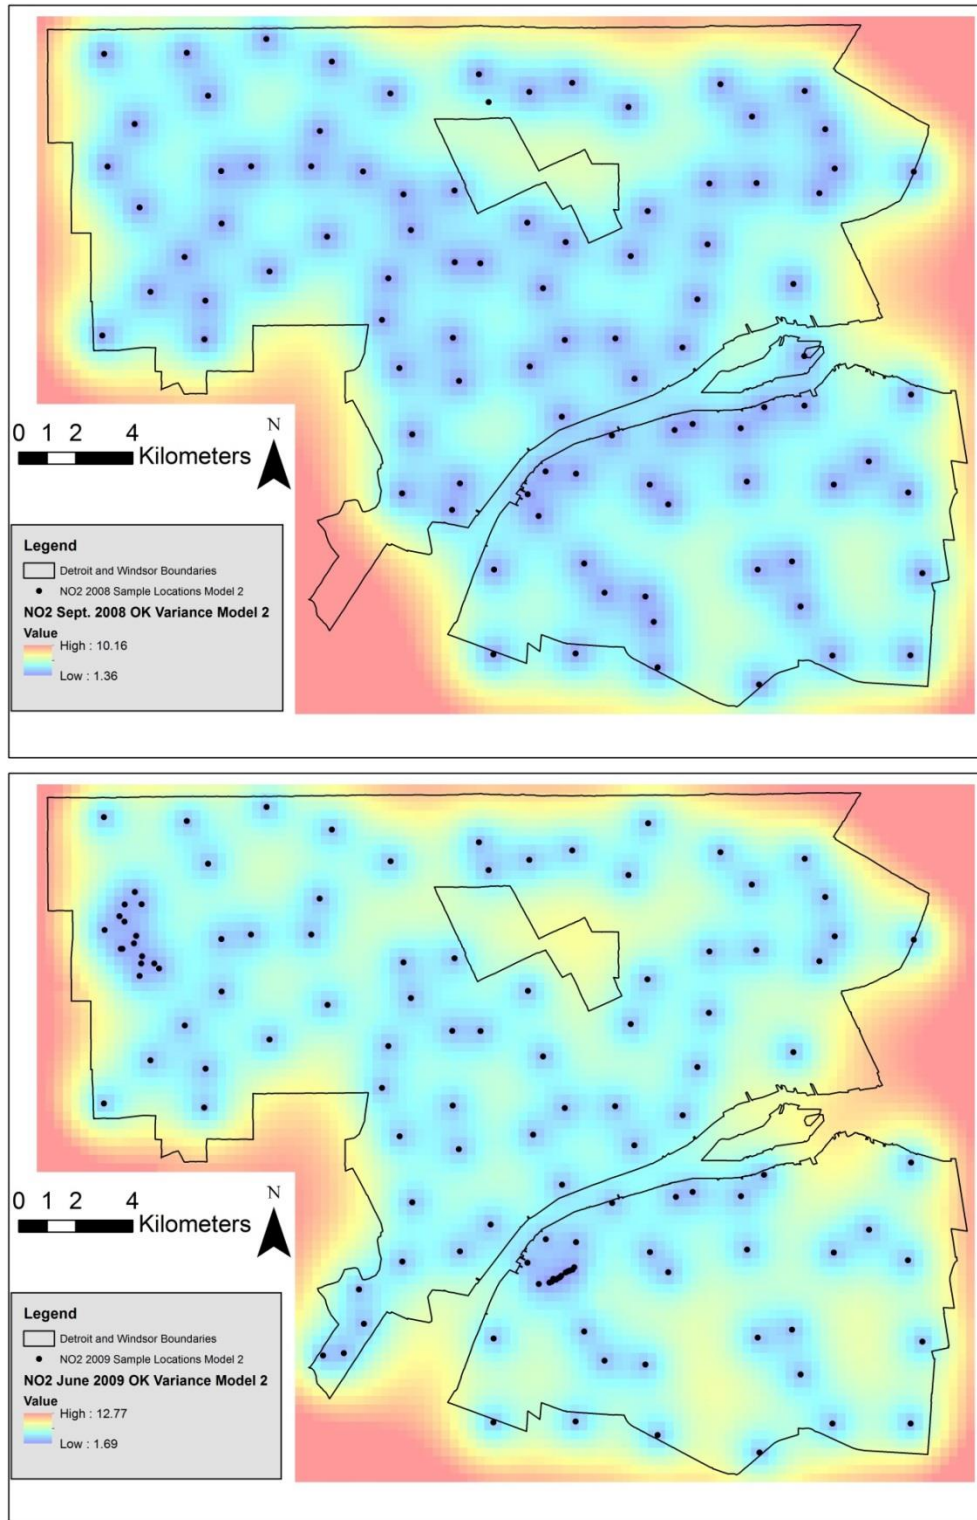 N
0 1 2 4
Kilometers
Legend
Detroit and Windsor Boundaries
NO2 2008 Sample Locations Model 2
NO2 Sept. 2008 OK Variance Model 2
Value
High : 10.16
Low : 1.36
N
0 1 2 4
Kilometers
Legend
Detroit and Windsor Boundaries
NO2 2009 Sample Locations Model 2
NO2 June 2009 OK Variance Model 2
Value
High : 12.77
Low : 1.69